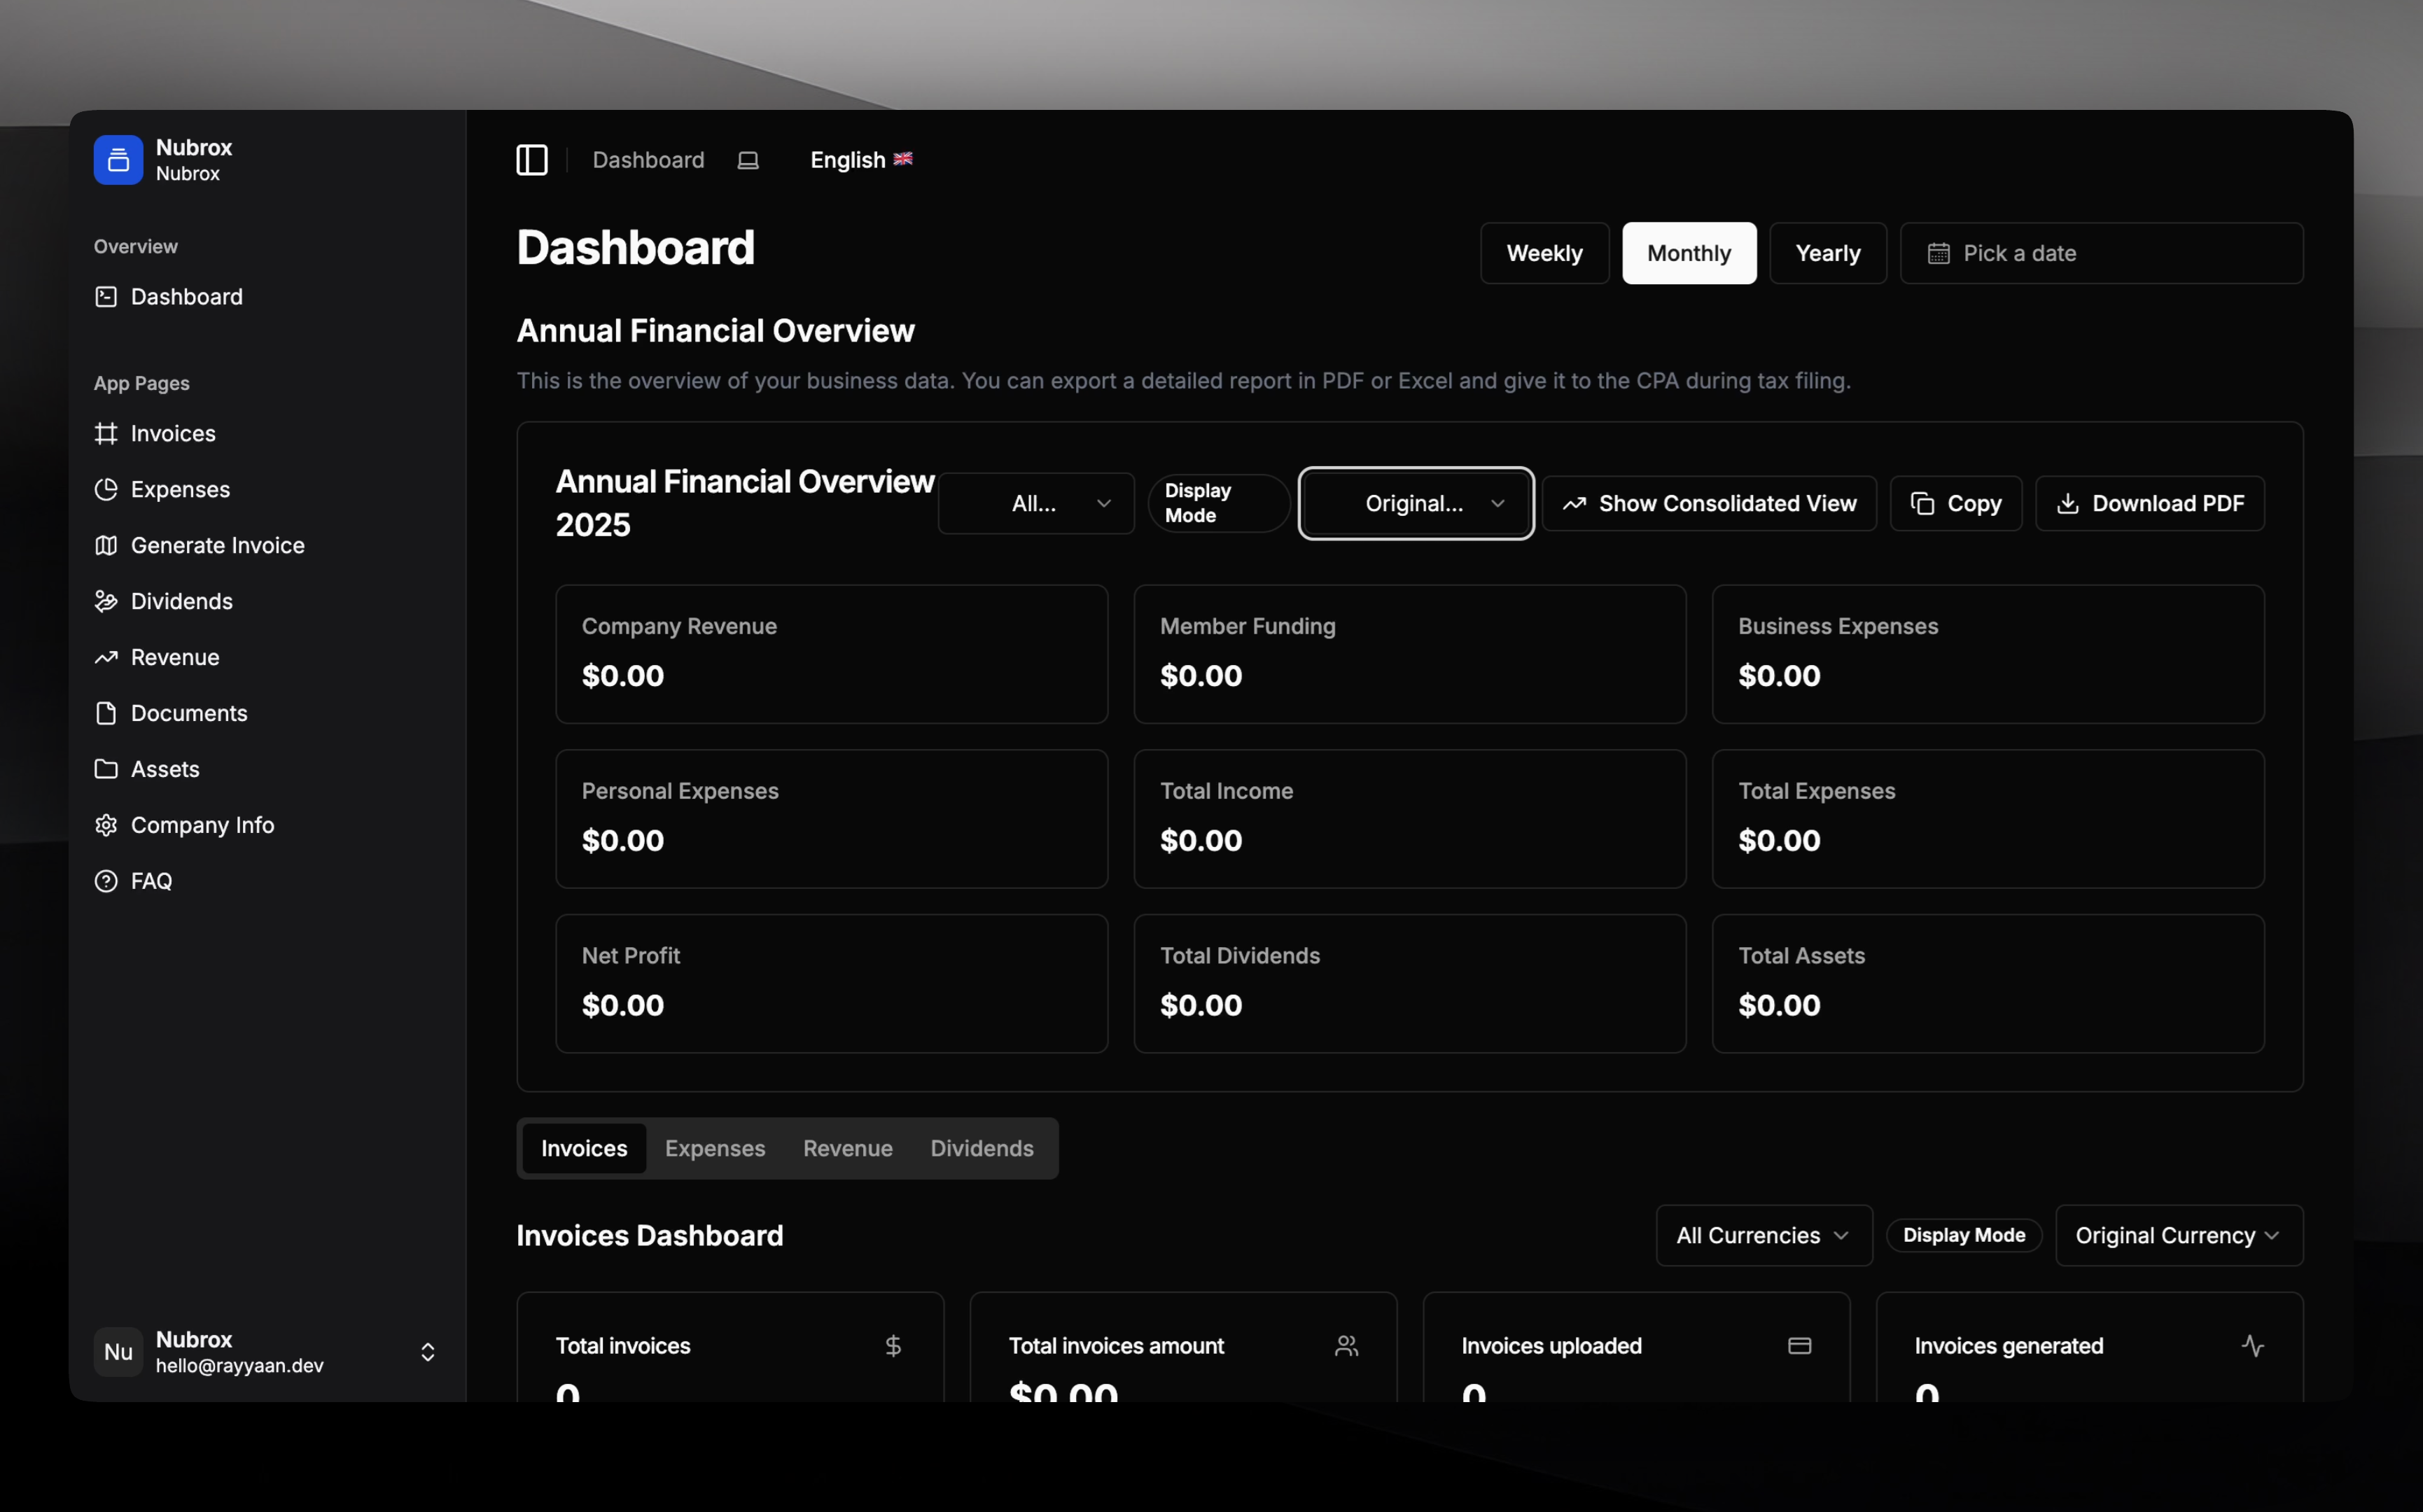 Nubrox
Nubrox
Overview
Dashboard
App Pages
Invoices
Expenses
Generate Invoice
Dividends
Revenue
Documents
Assets
Company Info
FAQ
Nu
Nubrox
hello@rayyaan.dev
Dashboard
English 🇬🇧
Dashboard
Weekly
Monthly
Yearly
Pick a date
Annual Financial Overview
This is the overview of your business data. You can export a detailed report in PDF or Excel and give it to the CPA during tax filing.
Annual Financial Overview
2025
All...
Display
Mode
Original...
Show Consolidated View
Copy
Download PDF
Company Revenue
$0.00
Member Funding
$0.00
Business Expenses
$0.00
Personal Expenses
$0.00
Total Income
$0.00
Total Expenses
$0.00
Net Profit
$0.00
Total Dividends
$0.00
Total Assets
$0.00
Invoices
Expenses
Revenue
Dividends
Invoices Dashboard
All Currencies
Display Mode
Original Currency
Total invoices
0
Total invoices amount
$0.00
Invoices uploaded
0
Invoices generated
0